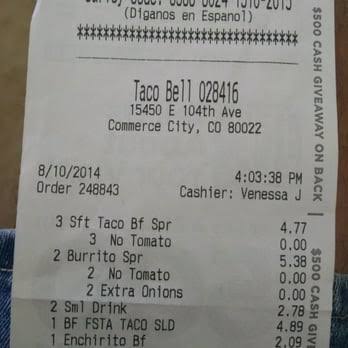 (Diganos en Espanol)
Taco Bell 028416
15450 E 104th Ave
Commerce City, CO 80022
8/10/2014 4:03:38 PM
Order 248843 Cashier: Venessa J
3 Sft Taco Bf Spr 4.77
3 No Tomato 0.00
2 Burrito Spr 5.38
2 No Tomato 0.00
2 Extra Onions 0.00
2 Sml Drink 2.78
1 BF FSTA TACO SLD 4.89
1 Enchirito Bf 2.09
$500 CASH GIVEAWAY ON BACK
$500 CASH